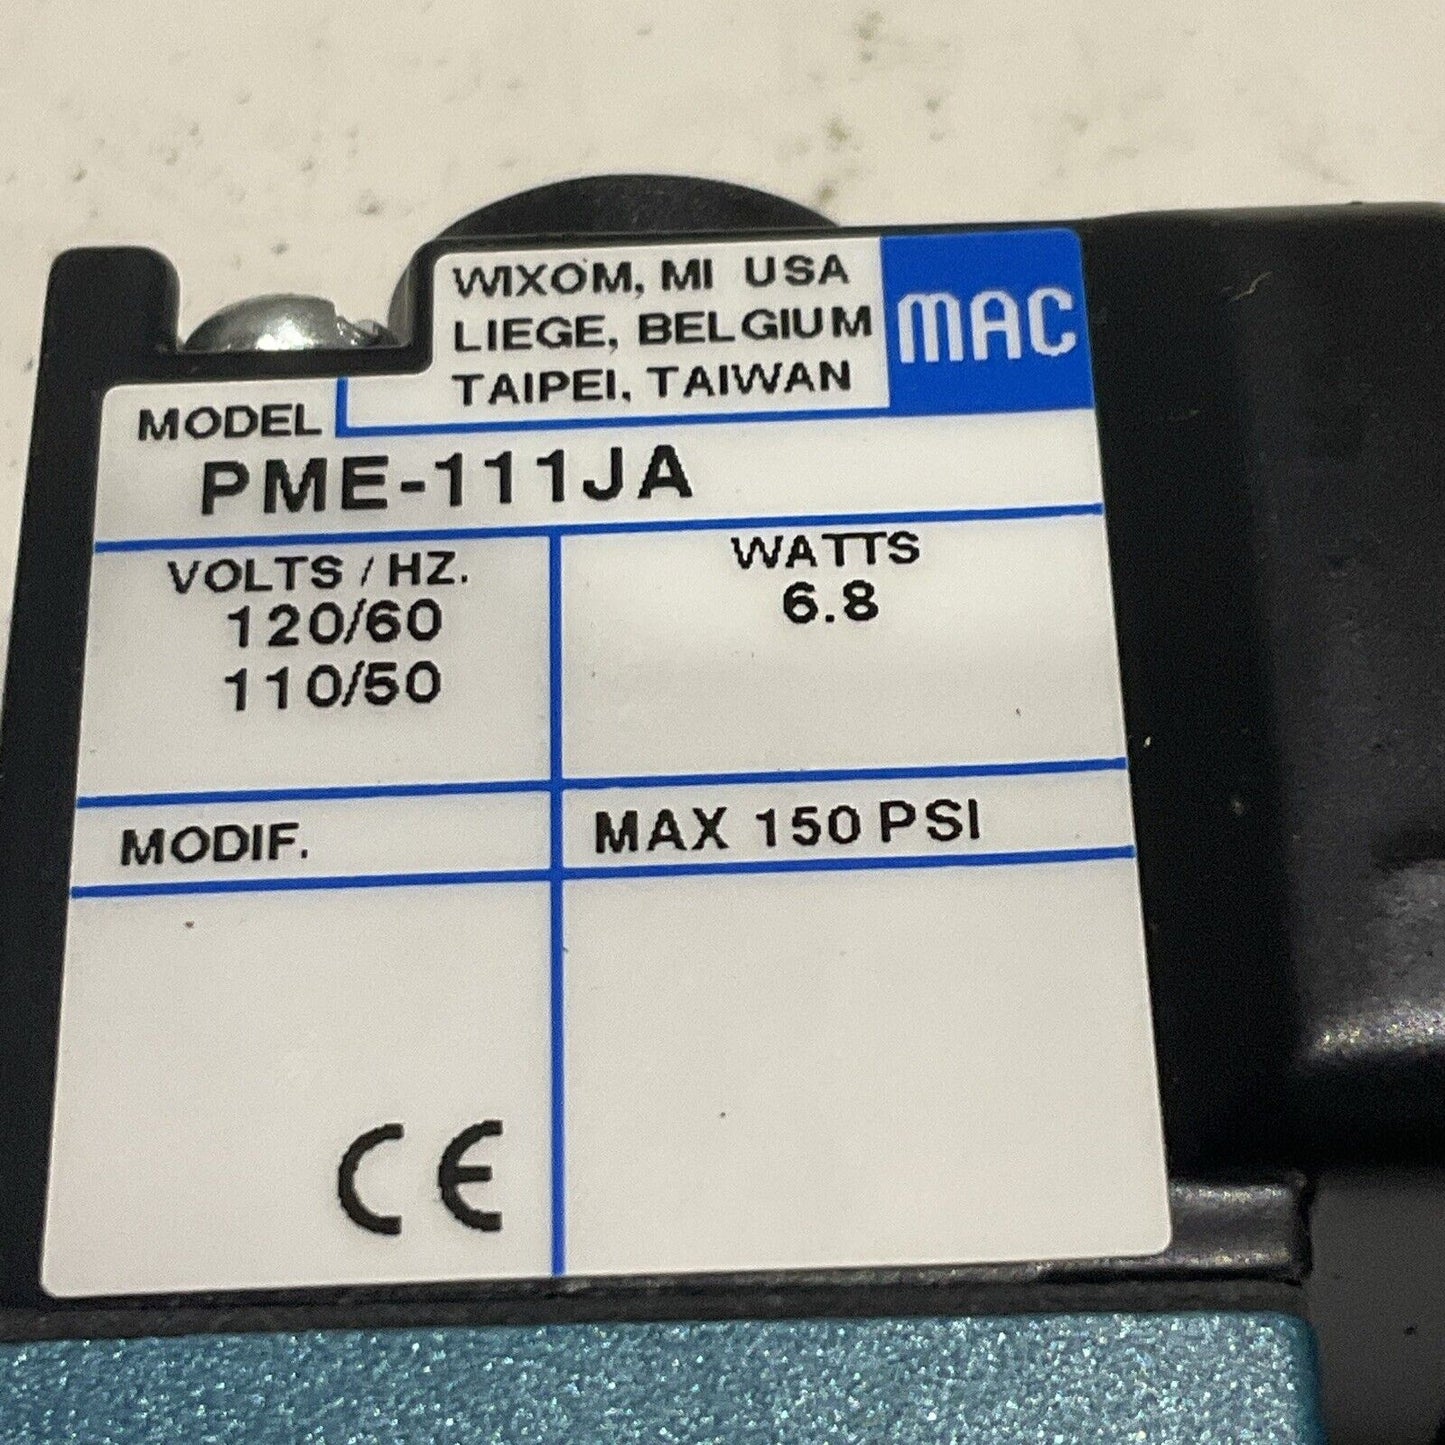 WIXOM, MI USA
LIEGE, BELGIUM
TAIPEI, TAIWAN
MAC
MODEL
PME-111JA
VOLTS / HZ.
120/60
110/50
WATTS
6.8
MODIF.
MAX 150 PSI
CE